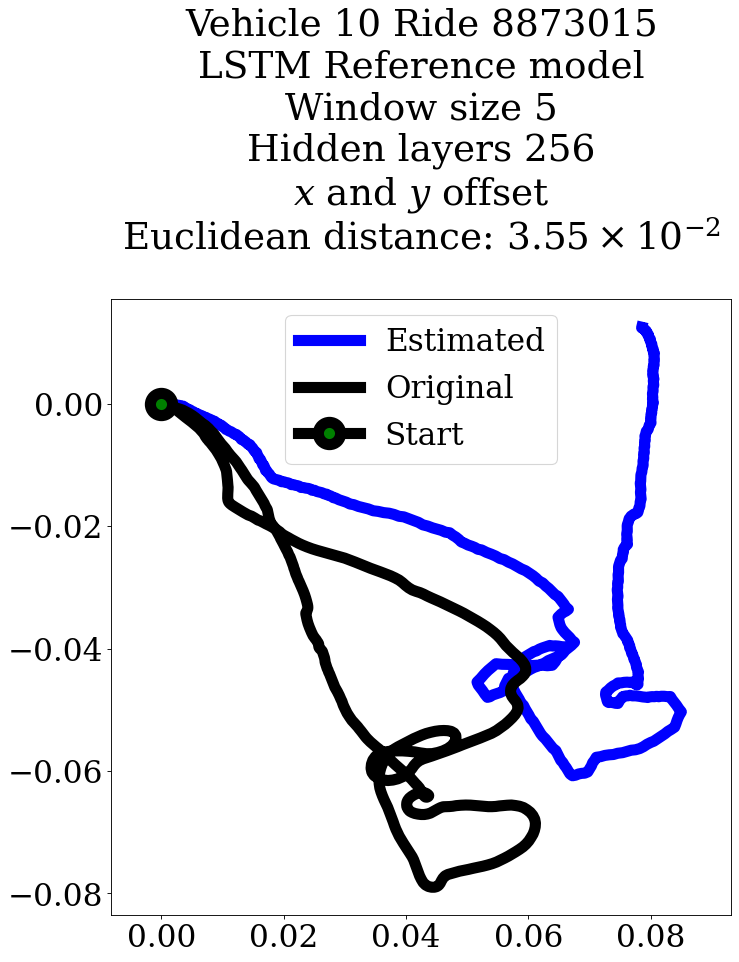 Vehicle 10 Ride 8873015
LSTM Reference model
Window size 5
Hidden layers 256
x and y offset
Euclidean distance: 3.55 × 10⁻²
Estimated
Original
Start
0.00
−0.02
−0.04
−0.06
−0.08
0.00 0.02 0.04 0.06 0.08